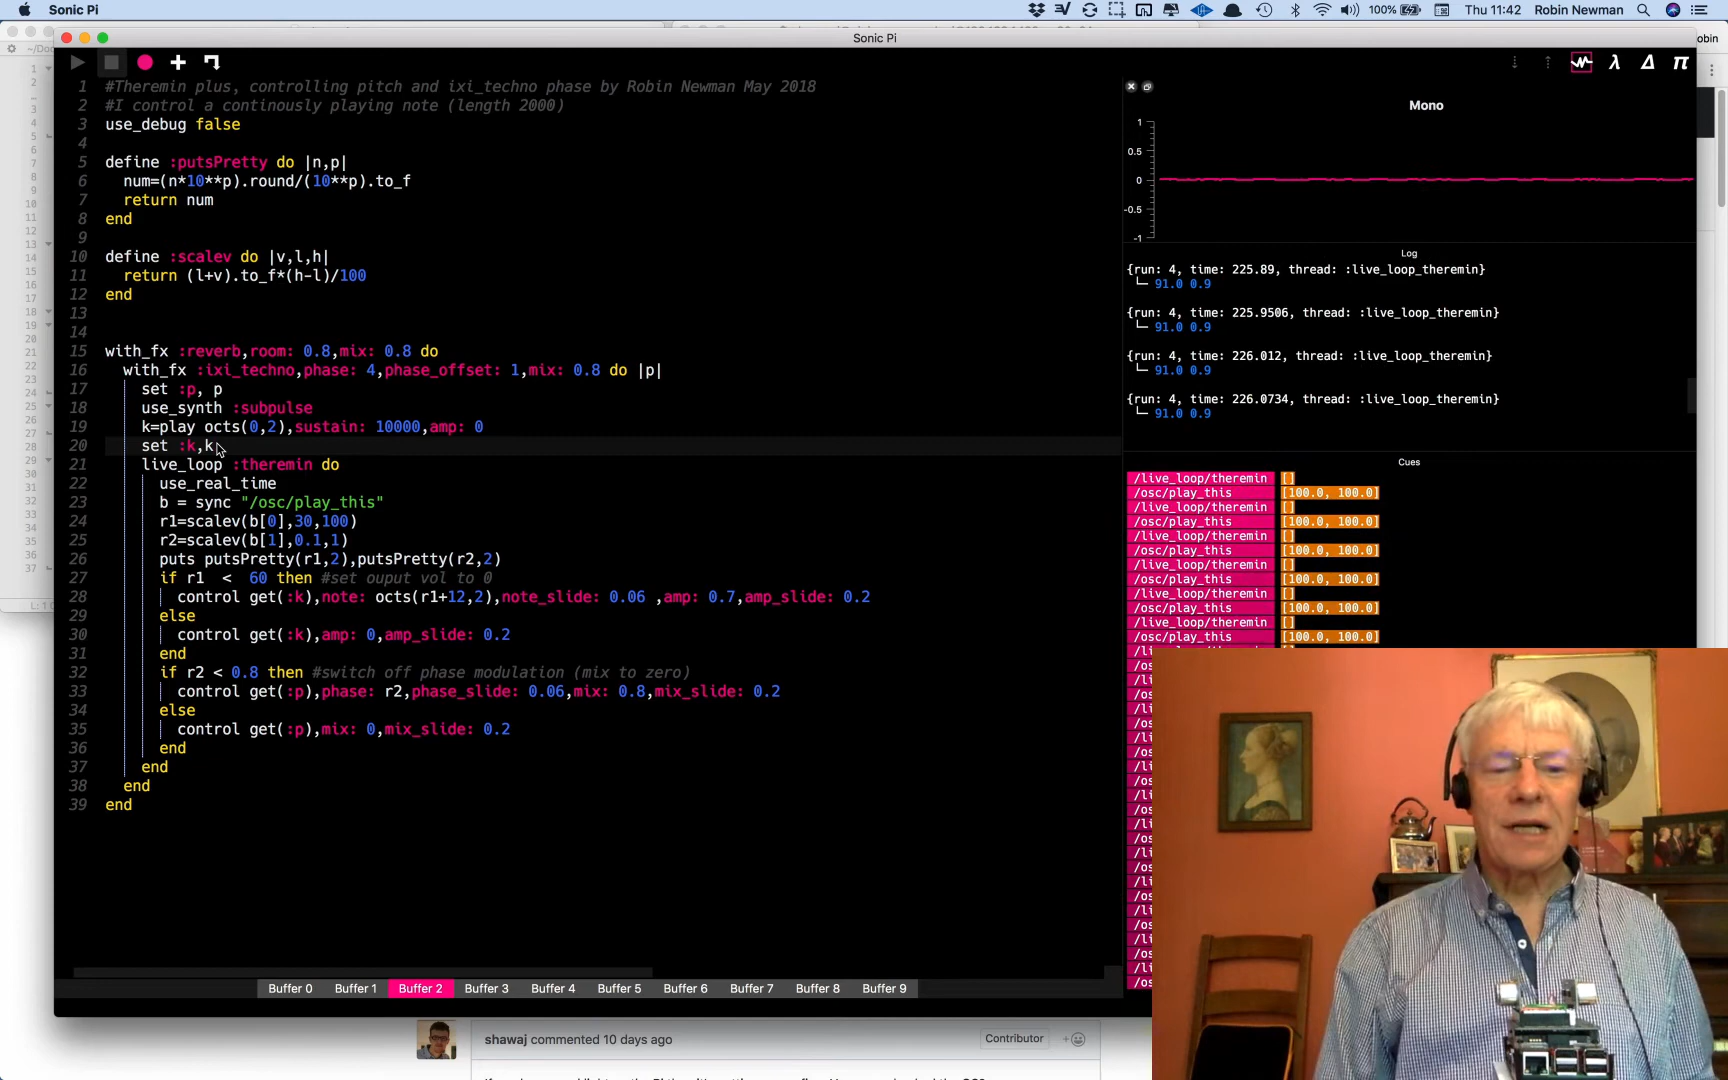 Sonic Pi
100%
Thu 11:42
Robin Newman
Sonic Pi
#Theremin plus, controlling pitch and ixi_techno phase by Robin Newman May 2018
#I control a continously playing note (length 2000)
use_debug false
define :putsPretty do |n,p|
num=(n*10**p).round/(10**p).to_f
return num
end
define :scalev do |v,l,h|
return (l+v).to_f*(h-l)/100
end
with_fx :reverb,room: 0.8,mix: 0.8 do
with_fx :ixi_techno,phase: 4,phase_offset: 1,mix: 0.8 do |p|
set :p, p
use_synth :subpulse
k=play octs(0,2),sustain: 10000,amp: 0
set :k,k
live_loop :theremin do
use_real_time
b = sync "/osc/play_this"
r1=scalev(b[0],30,100)
r2=scalev(b[1],0.1,1)
puts putsPretty(r1,2),putsPretty(r2,2)
if r1 < 60 then #set ouput vol to 0
control get(:k),note: octs(r1+12,2),note_slide: 0.06 ,amp: 0.7,amp_slide: 0.2
else
control get(:k),amp: 0,amp_slide: 0.2
end
if r2 < 0.8 then #switch off phase modulation (mix to zero)
control get(:p),phase: r2,phase_slide: 0.06,mix: 0.8,mix_slide: 0.2
else
control get(:p),mix: 0,mix_slide: 0.2
end
end
end
end
Buffer 0 Buffer 1 Buffer 2 Buffer 3 Buffer 4 Buffer 5 Buffer 6 Buffer 7 Buffer 8 Buffer 9
Mono
1
0.5
0
-0.5
-1
Log
{run: 4, time: 225.89, thread: :live_loop_theremin}
91.0 0.9
{run: 4, time: 225.9506, thread: :live_loop_theremin}
91.0 0.9
{run: 4, time: 226.012, thread: :live_loop_theremin}
91.0 0.9
{run: 4, time: 226.0734, thread: :live_loop_theremin}
91.0 0.9
Cues
/live_loop/theremin []
/osc/play_this [100.0, 100.0]
/live_loop/theremin []
/osc/play_this [100.0, 100.0]
/live_loop/theremin []
/osc/play_this [100.0, 100.0]
/live_loop/theremin []
/osc/play_this [100.0, 100.0]
/live_loop/theremin []
/osc/play_this [100.0, 100.0]
/live_loop/theremin []
/osc/play_this [100.0, 100.0]
shawaj commented 10 days ago
Contributor